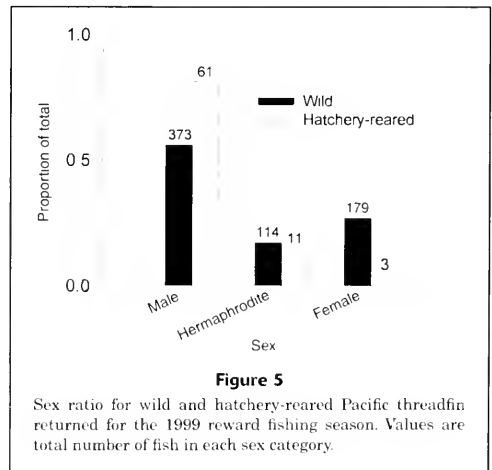 1.0
61
Wild
Hatchery-reared
373
Proportion of total
0 5
179
114
11
3
0.0
Male
Hermaphrodite
Female
Sex
Figure 5
Sex ratio for wild and hatchery-reared Pacific threadfin
returned for the 1999 reward fishing season. Values are
total number of fish in each sex category.